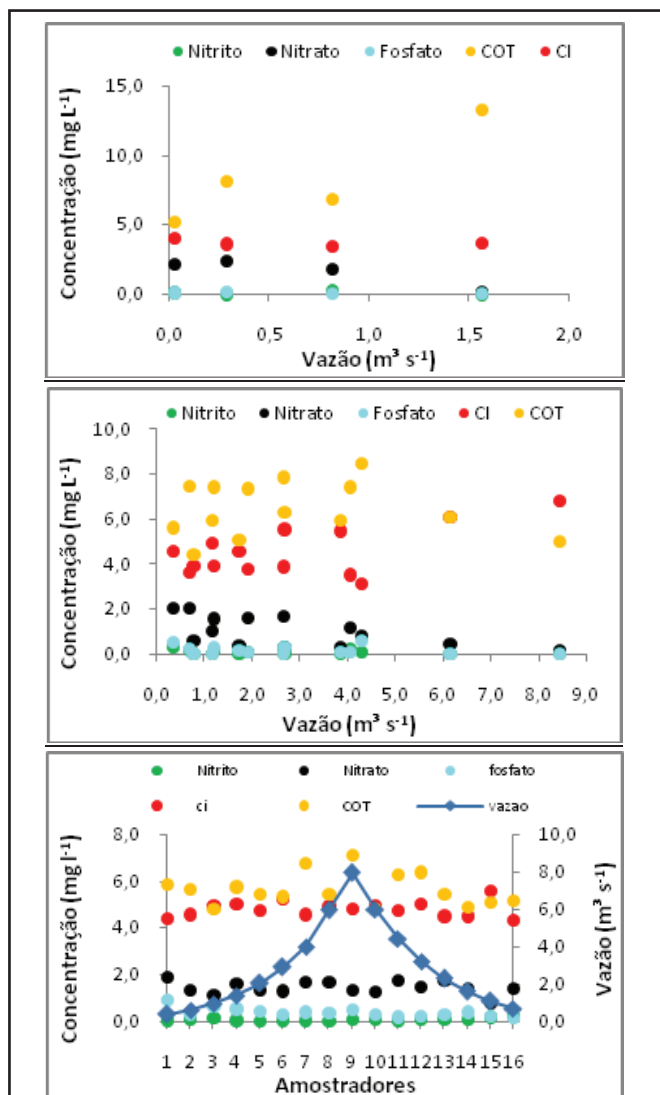 Nitrito Nitrato Fosfato COT CI
Concentração (mg L⁻¹)
15,0
10,0
5,0
0,0
0,0 0,5 1,0 1,5 2,0
Vazão (m³ s⁻¹)
Nitrito Nitrato Fosfato CI COT
Concentração (mg L⁻¹)
10,0
8,0
6,0
4,0
2,0
0,0
0,0 1,0 2,0 3,0 4,0 5,0 6,0 7,0 8,0 9,0
Vazão (m³ s⁻¹)
Nitrito Nitrato fosfato
ci COT vazao
Concentração (mg l⁻¹)
8,0
6,0
4,0
2,0
0,0
10,0
8,0
6,0
4,0
2,0
0,0
Vazão (m³ s⁻¹)
1 2 3 4 5 6 7 8 9 10 11 12 13 14 15 16
Amostradores